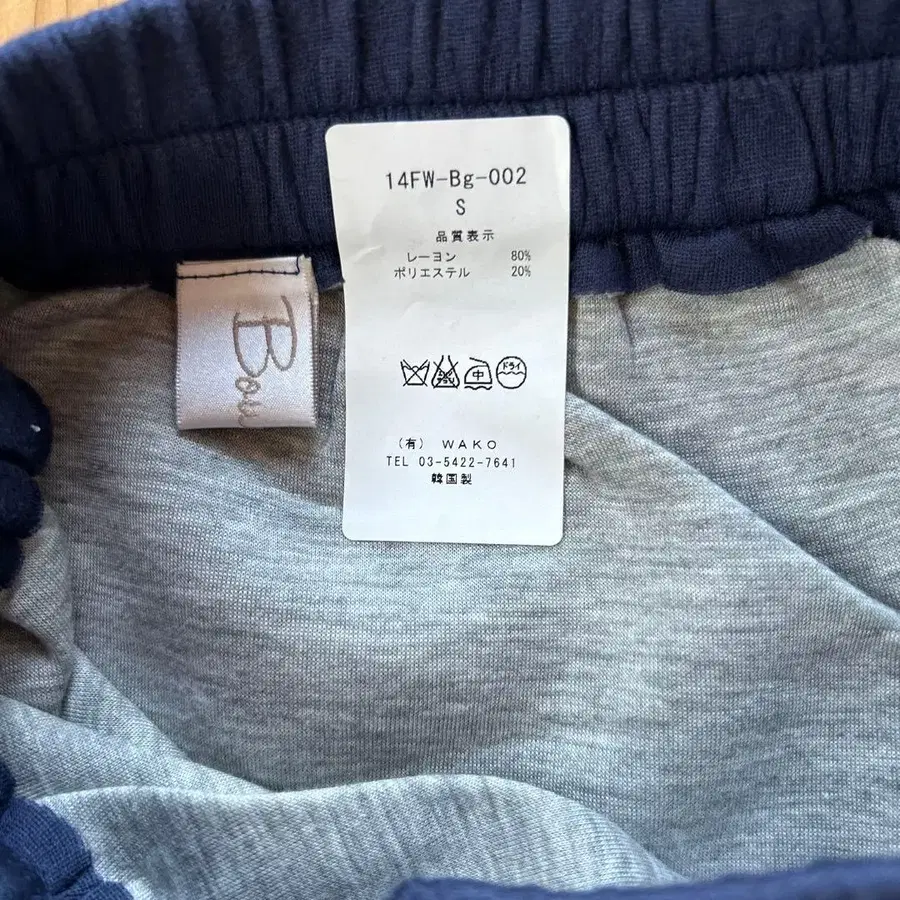 14FW-Bg-002
S
品質表示
レーヨン 80%
ポリエステル 20%
中
ドライ
(有) WAKO
TEL 03-5422-7641
韓国製